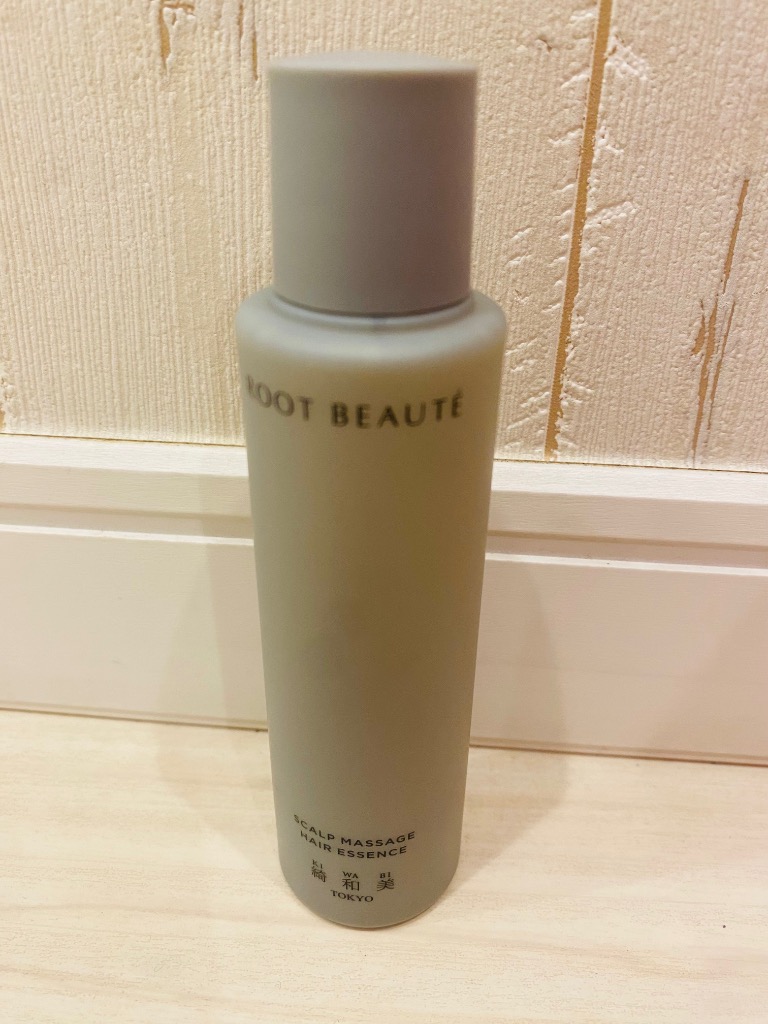 ROOT BEAUTÉ
SCALP MASSAGE
HAIR ESSENCE
KI WA BI
綺和美
TOKYO